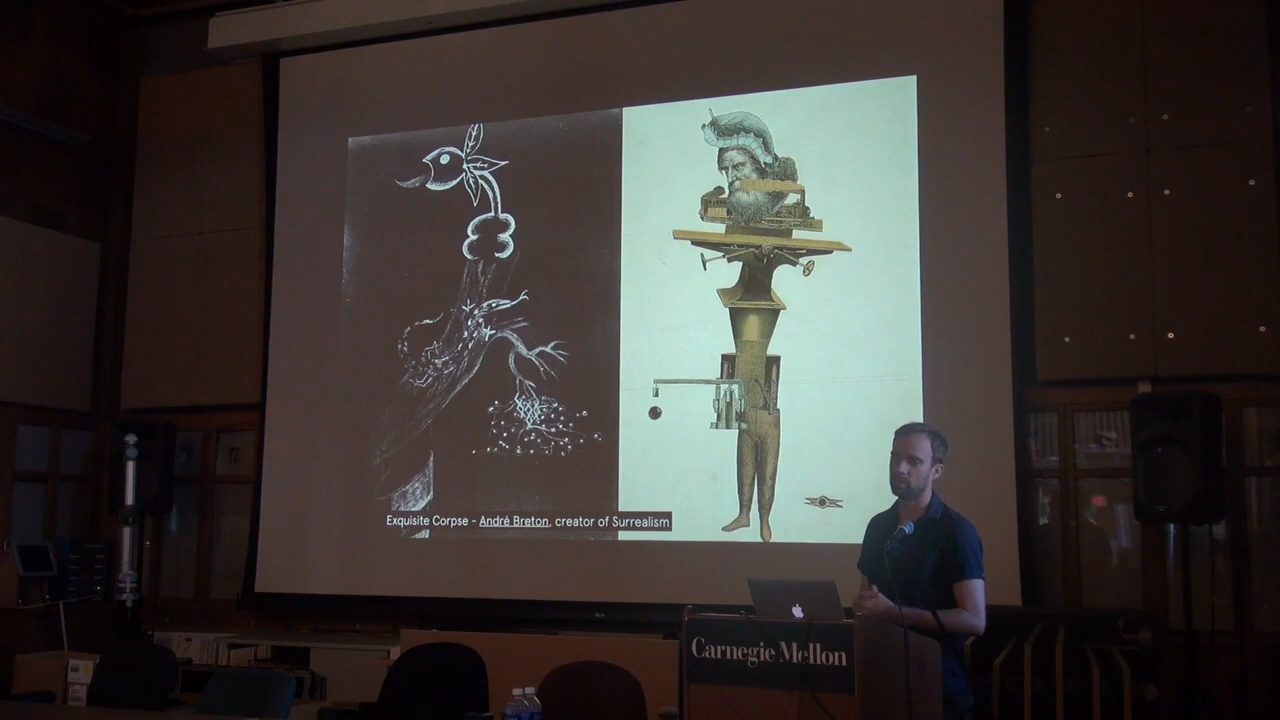 Exquisite Corpse - André Breton, creator of Surrealism
Carnegie Mellon